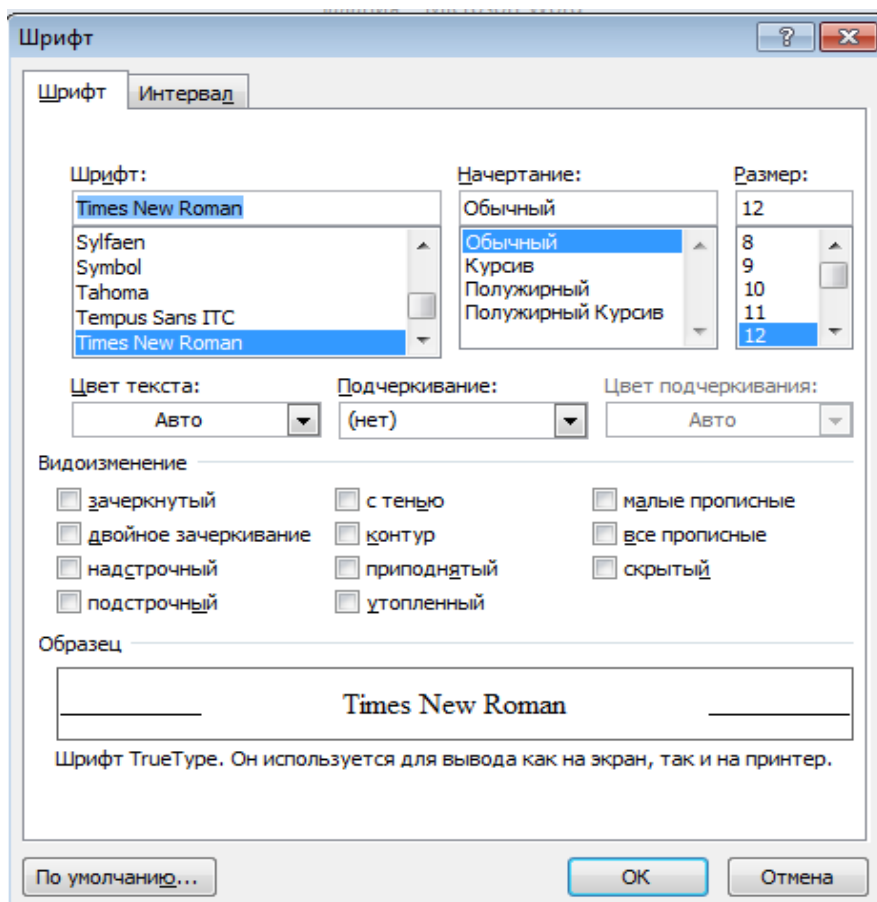 Шрифт
Шрифт Интервал
Шрифт: Начертание: Размер:
Times New Roman Обычный 12
Sylfaen Обычный 8
Symbol Курсив 9
Tahoma Полужирный 10
Tempus Sans ITC Полужирный Курсив 11
Times New Roman 12
Цвет текста: Подчеркивание: Цвет подчеркивания:
Авто (нет) Авто
Видоизменение
зачеркнутый с тенью малые прописные
двойное зачеркивание контур все прописные
надстрочный приподнятый скрытый
подстрочный утопленный
Образец
Times New Roman
Шрифт TrueType. Он используется для вывода как на экран, так и на принтер.
По умолчанию... ОК Отмена